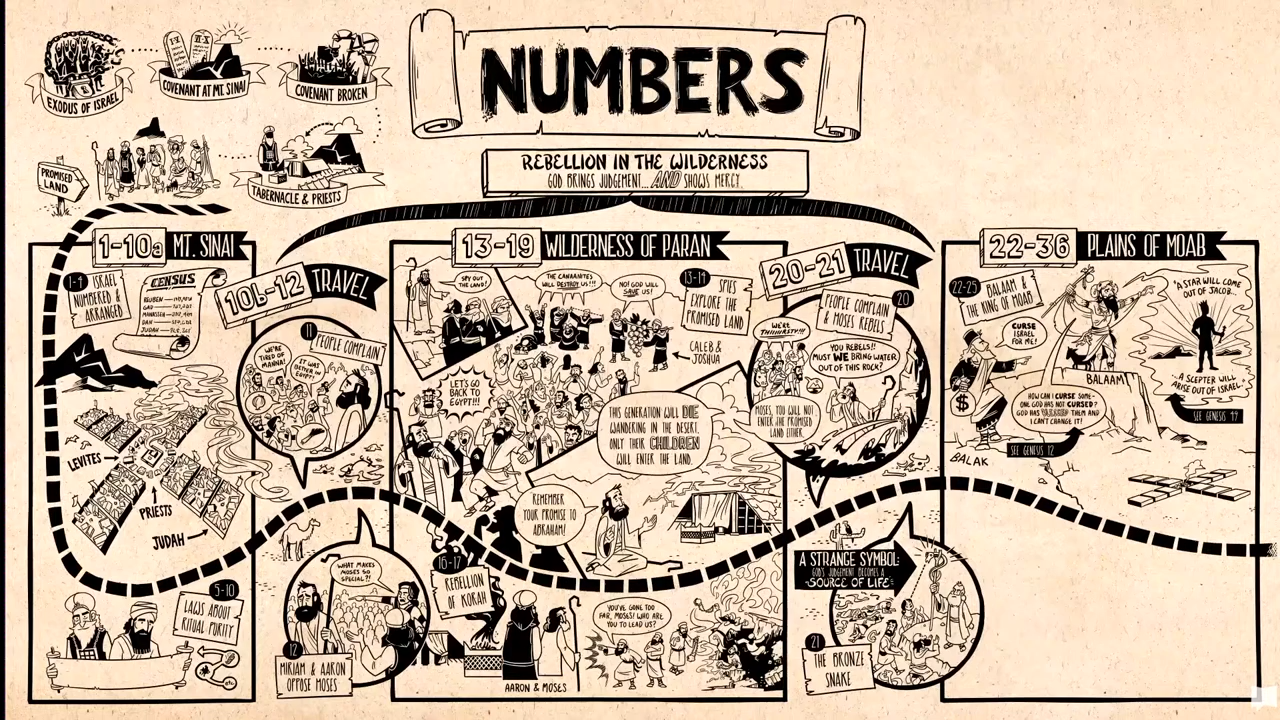 NUMBERS
REBELLION IN THE WILDERNESS
GOD BRINGS JUDGEMENT... AND SHOWS MERCY.
EXODUS OF ISRAEL
COVENANT AT MT. SINAI
COVENANT BROKEN
PROMISED
LAND
TABERNACLE & PRIESTS
1-10a MT. SINAI
1-4
ISRAEL
NUMBERED &
ARRANGED
CENSUS
REUBEN
GAD
MANASSEH
DAN
JUDAH
LEVITES
PRIESTS
JUDAH
5-10
LAWS ABOUT
RITUAL PURITY
10b-12 TRAVEL
11
PEOPLE COMPLAIN
WE'RE
TIRED OF
MANNA!
IT WAS
BETTER IN
EGYPT!
12
MIRIAM & AARON
OPPOSE MOSES
WHAT MAKES
MOSES SO
SPECIAL?!
13-19 WILDERNESS OF PARAN
SPY OUT
THE LAND!
THE CANAANITES
WILL DESTROY US!!!
NO! GOD WILL
SAVE US!
13-14
SPIES
EXPLORE THE
PROMISED LAND
CALEB &
JOSHUA
LET'S GO
BACK TO
EGYPT!!!
THIS GENERATION WILL DIE
WANDERING IN THE DESERT.
ONLY THEIR CHILDREN
WILL ENTER THE LAND.
REMEMBER
YOUR PROMISE TO
ABRAHAM!
16-17
REBELLION
OF KORAH
AARON & MOSES
YOU'VE GONE TOO
FAR, MOSES! WHO ARE
YOU TO LEAD US?
20-21 TRAVEL
20
PEOPLE COMPLAIN
& MOSES REBELS
WE'RE
THIIIRSTY!!!
YOU REBELS!!
MUST WE BRING WATER
OUT OF THIS ROCK?
MOSES, YOU WILL NOT
ENTER THE PROMISED
LAND EITHER.
A STRANGE SYMBOL:
GOD'S JUDGEMENT BECOMES A
SOURCE OF LIFE
21
THE BRONZE
SNAKE
22-36 PLAINS OF MOAB
22-25
BALAAM &
THE KING OF MOAB
CURSE
ISRAEL
FOR ME!
$
BALAK
BALAAM
HOW CAN I CURSE SOME-
ONE GOD HAS NOT CURSED?
GOD HAS BLESSED THEM AND
I CAN'T CHANGE IT!
SEE GENESIS 12
"A STAR WILL COME
OUT OF JACOB...
...A SCEPTER WILL
ARISE OUT OF ISRAEL."
SEE GENESIS 49